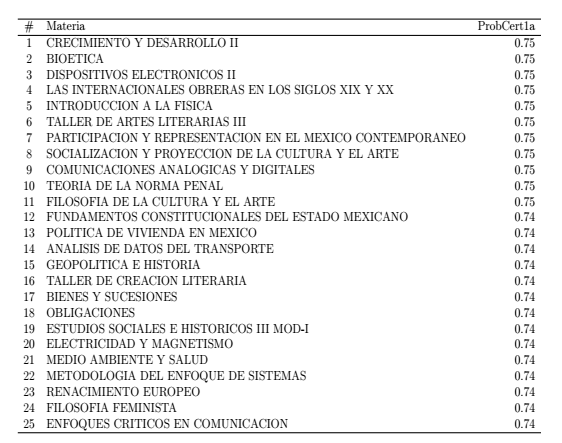 # Materia ProbCert1a
1 CRECIMIENTO Y DESARROLLO II 0.75
2 BIOETICA 0.75
3 DISPOSITIVOS ELECTRONICOS II 0.75
4 LAS INTERNACIONALES OBRERAS EN LOS SIGLOS XIX Y XX 0.75
5 INTRODUCCION A LA FISICA 0.75
6 TALLER DE ARTES LITERARIAS III 0.75
7 PARTICIPACION Y REPRESENTACION EN EL MEXICO CONTEMPORANEO 0.75
8 SOCIALIZACION Y PROYECCION DE LA CULTURA Y EL ARTE 0.75
9 COMUNICACIONES ANALOGICAS Y DIGITALES 0.75
10 TEORIA DE LA NORMA PENAL 0.75
11 FILOSOFIA DE LA CULTURA Y EL ARTE 0.75
12 FUNDAMENTOS CONSTITUCIONALES DEL ESTADO MEXICANO 0.74
13 POLITICA DE VIVIENDA EN MEXICO 0.74
14 ANALISIS DE DATOS DEL TRANSPORTE 0.74
15 GEOPOLITICA E HISTORIA 0.74
16 TALLER DE CREACION LITERARIA 0.74
17 BIENES Y SUCESIONES 0.74
18 OBLIGACIONES 0.74
19 ESTUDIOS SOCIALES E HISTORICOS III MOD-I 0.74
20 ELECTRICIDAD Y MAGNETISMO 0.74
21 MEDIO AMBIENTE Y SALUD 0.74
22 METODOLOGIA DEL ENFOQUE DE SISTEMAS 0.74
23 RENACIMIENTO EUROPEO 0.74
24 FILOSOFIA FEMINISTA 0.74
25 ENFOQUES CRITICOS EN COMUNICACION 0.74